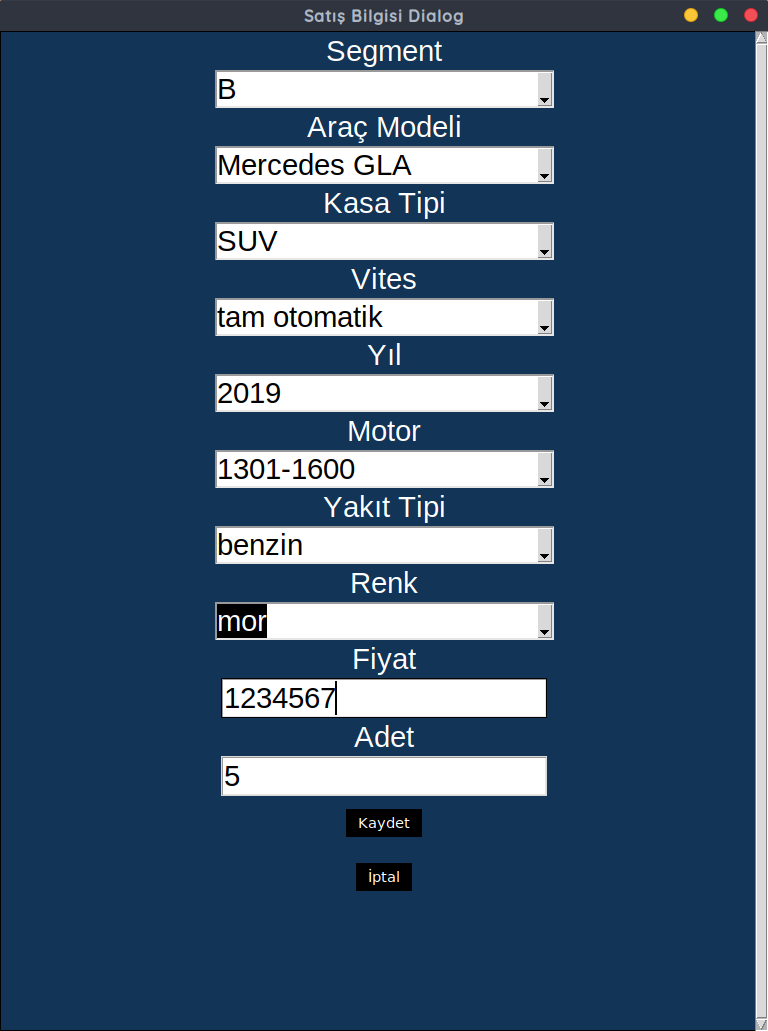 Satış Bilgisi Dialog
Segment
B
Araç Modeli
Mercedes GLA
Kasa Tipi
SUV
Vites
tam otomatik
Yıl
2019
Motor
1301-1600
Yakıt Tipi
benzin
Renk
mor
Fiyat
1234567
Adet
5
Kaydet
İptal